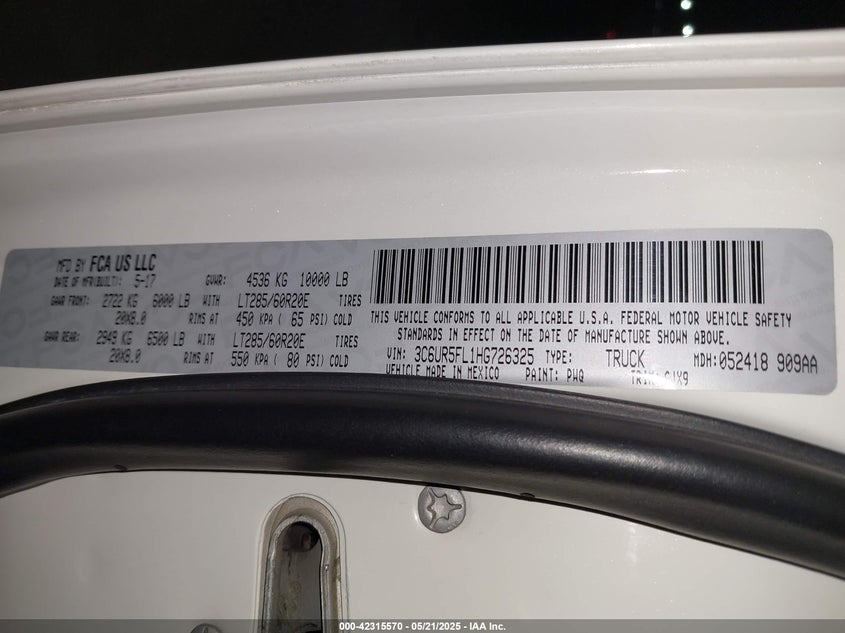 MFD BY FCA US LLC
DATE OF MFR(BUILT): 5-17 GVWR: 4536 KG 10000 LB
GAWR FRONT: 2722 KG 6000 LB WITH LT285/60R20E TIRES
20X8.0 RIMS AT 450 KPA ( 65 PSI) COLD
GAWR REAR: 2949 KG 6500 LB WITH LT285/60R20E TIRES
20X8.0 RIMS AT 550 KPA ( 80 PSI) COLD
THIS VEHICLE CONFORMS TO ALL APPLICABLE U.S.A. FEDERAL MOTOR VEHICLE SAFETY
STANDARDS IN EFFECT ON THE DATE OF MANUFACTURE SHOWN ABOVE.
VIN: 3C6UR5FL1HG726325 TYPE: TRUCK MDH: 052418 909AA
VEHICLE MADE IN MEXICO PAINT: PWQ TRIM:
000-42315570 - 05/21/2025 - IAA Inc.